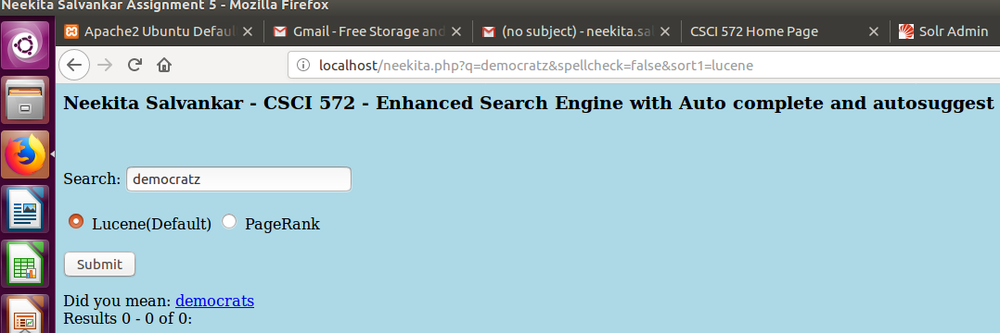 Neekita Salvankar Assignment 5 - Mozilla Firefox
Apache2 Ubuntu Defaul Gmail - Free Storage and (no subject) - neekita.sal CSCI 572 Home Page Solr Admin
localhost/neekita.php?q=democratz&spellcheck=false&sort1=lucene
Neekita Salvankar - CSCI 572 - Enhanced Search Engine with Auto complete and autosuggest
Search: democratz
Lucene(Default) PageRank
Submit
Did you mean: democrats
Results 0 - 0 of 0: